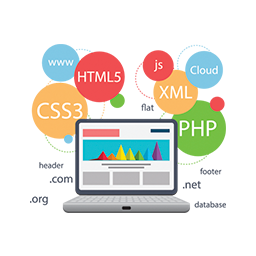 www
HTML5
js
Cloud
XML
CSS3
flat
PHP
header
footer
.com
.net
.org
database